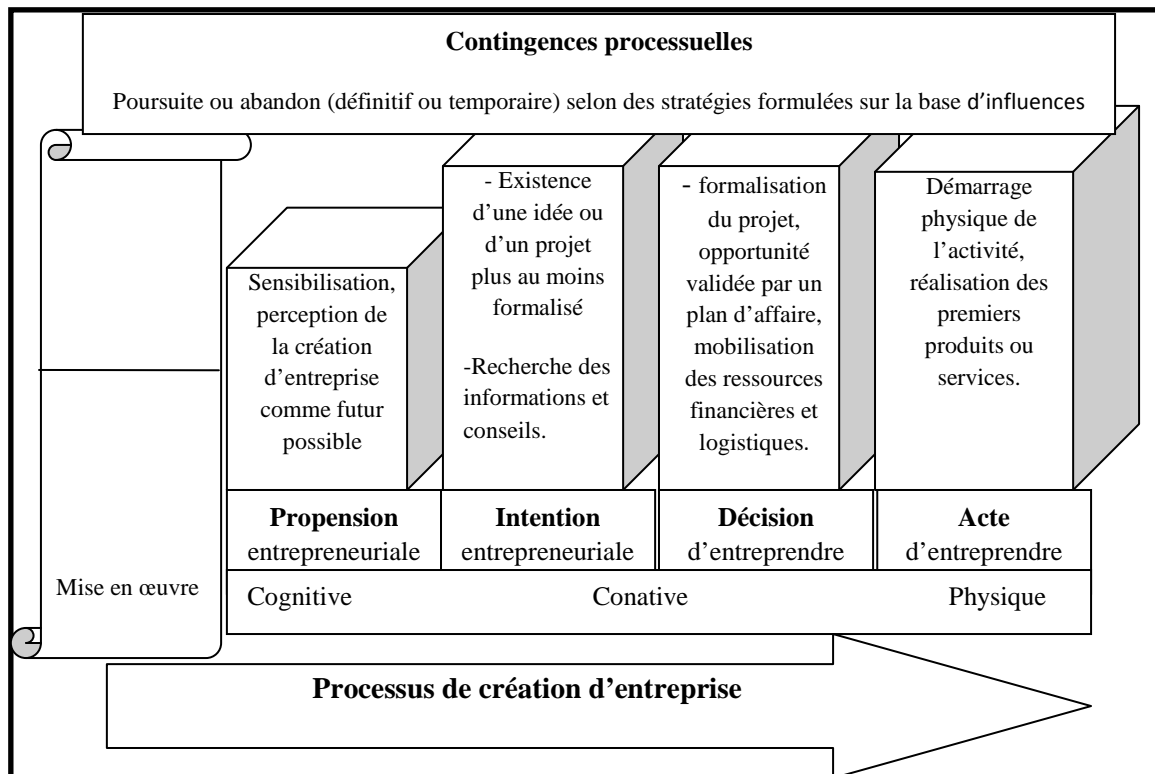 Contingences processuelles
Poursuite ou abandon (définitif ou temporaire) selon des stratégies formulées sur la base d’influences
Sensibilisation,
perception de
la création
d’entreprise
comme futur
possible
- Existence
d’une idée ou
d’un projet
plus au moins
formalisé
-Recherche des
informations et
conseils.
- formalisation
du projet,
opportunité
validée par un
plan d’affaire,
mobilisation
des ressources
financières et
logistiques.
Démarrage
physique de
l’activité,
réalisation des
premiers
produits ou
services.
Propension
entrepreneuriale
Intention
entrepreneuriale
Décision
d’entreprendre
Acte
d’entreprendre
Mise en œuvre
Cognitive
Conative
Physique
Processus de création d’entreprise